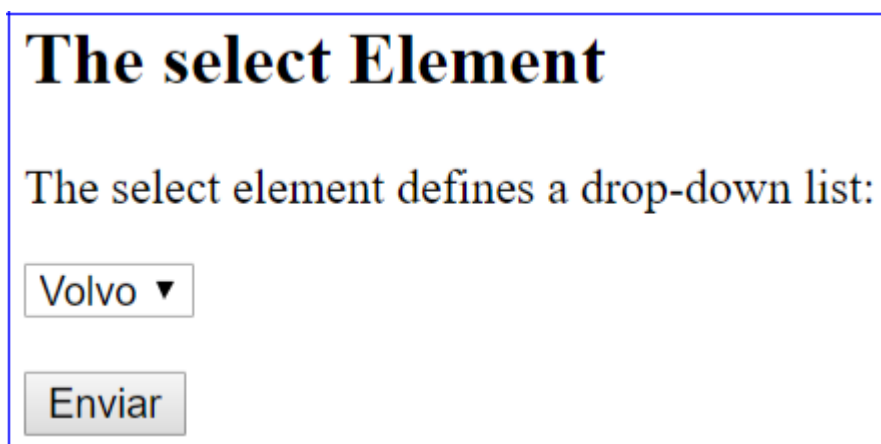 The select Element
The select element defines a drop-down list:
Volvo
Enviar